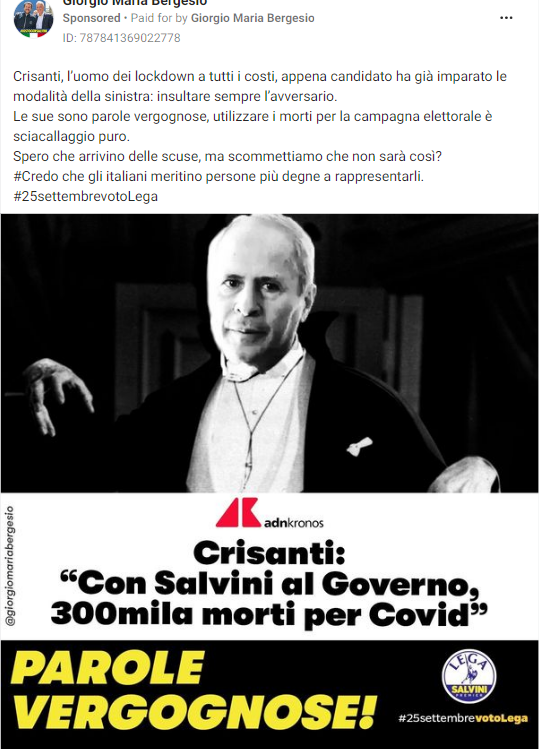 Giorgio Maria Bergesio
Sponsored • Paid for by Giorgio Maria Bergesio
ID: 787841369022778
Crisanti, l'uomo dei lockdown a tutti i costi, appena candidato ha già imparato le
modalità della sinistra: insultare sempre l'avversario.
Le sue sono parole vergognose, utilizzare i morti per la campagna elettorale è
sciacallaggio puro.
Spero che arrivino delle scuse, ma scommettiamo che non sarà così?
#Credo che gli italiani meritino persone più degne a rappresentarli.
#25settembrevotoLega
adnkronos
@giorgiomariabergesio
Crisanti:
“Con Salvini al Governo,
300mila morti per Covid”
PAROLE
VERGOGNOSE!
LEGA
SALVINI
PREMIER
#25settembrevotoLega